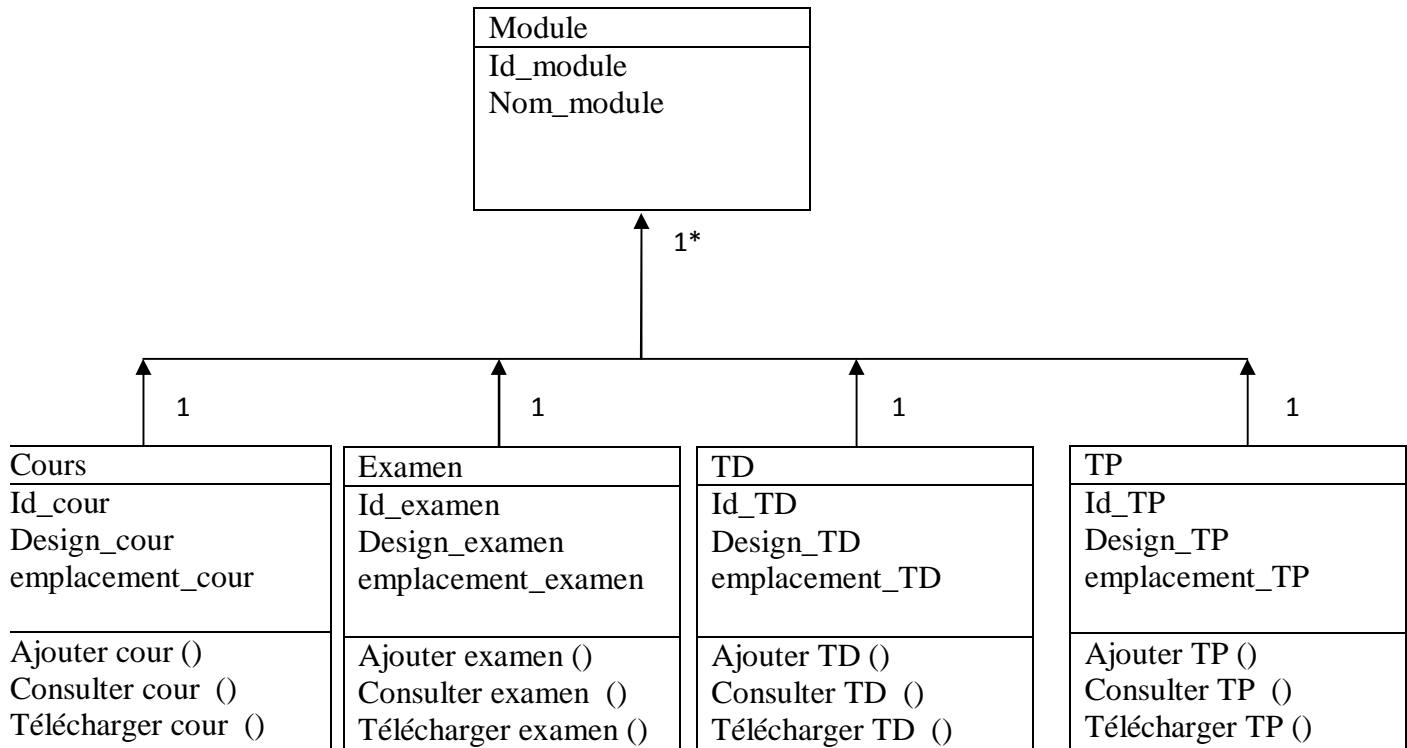 Module
Id_module
Nom_module
1*
1
1
1
1
Cours
Id_cour
Design_cour
emplacement_cour
Ajouter cour ()
Consulter cour ()
Télécharger cour ()
Examen
Id_examen
Design_examen
emplacement_examen
Ajouter examen ()
Consulter examen ()
Télécharger examen ()
TD
Id_TD
Design_TD
emplacement_TD
Ajouter TD ()
Consulter TD ()
Télécharger TD ()
TP
Id_TP
Design_TP
emplacement_TP
Ajouter TP ()
Consulter TP ()
Télécharger TP ()